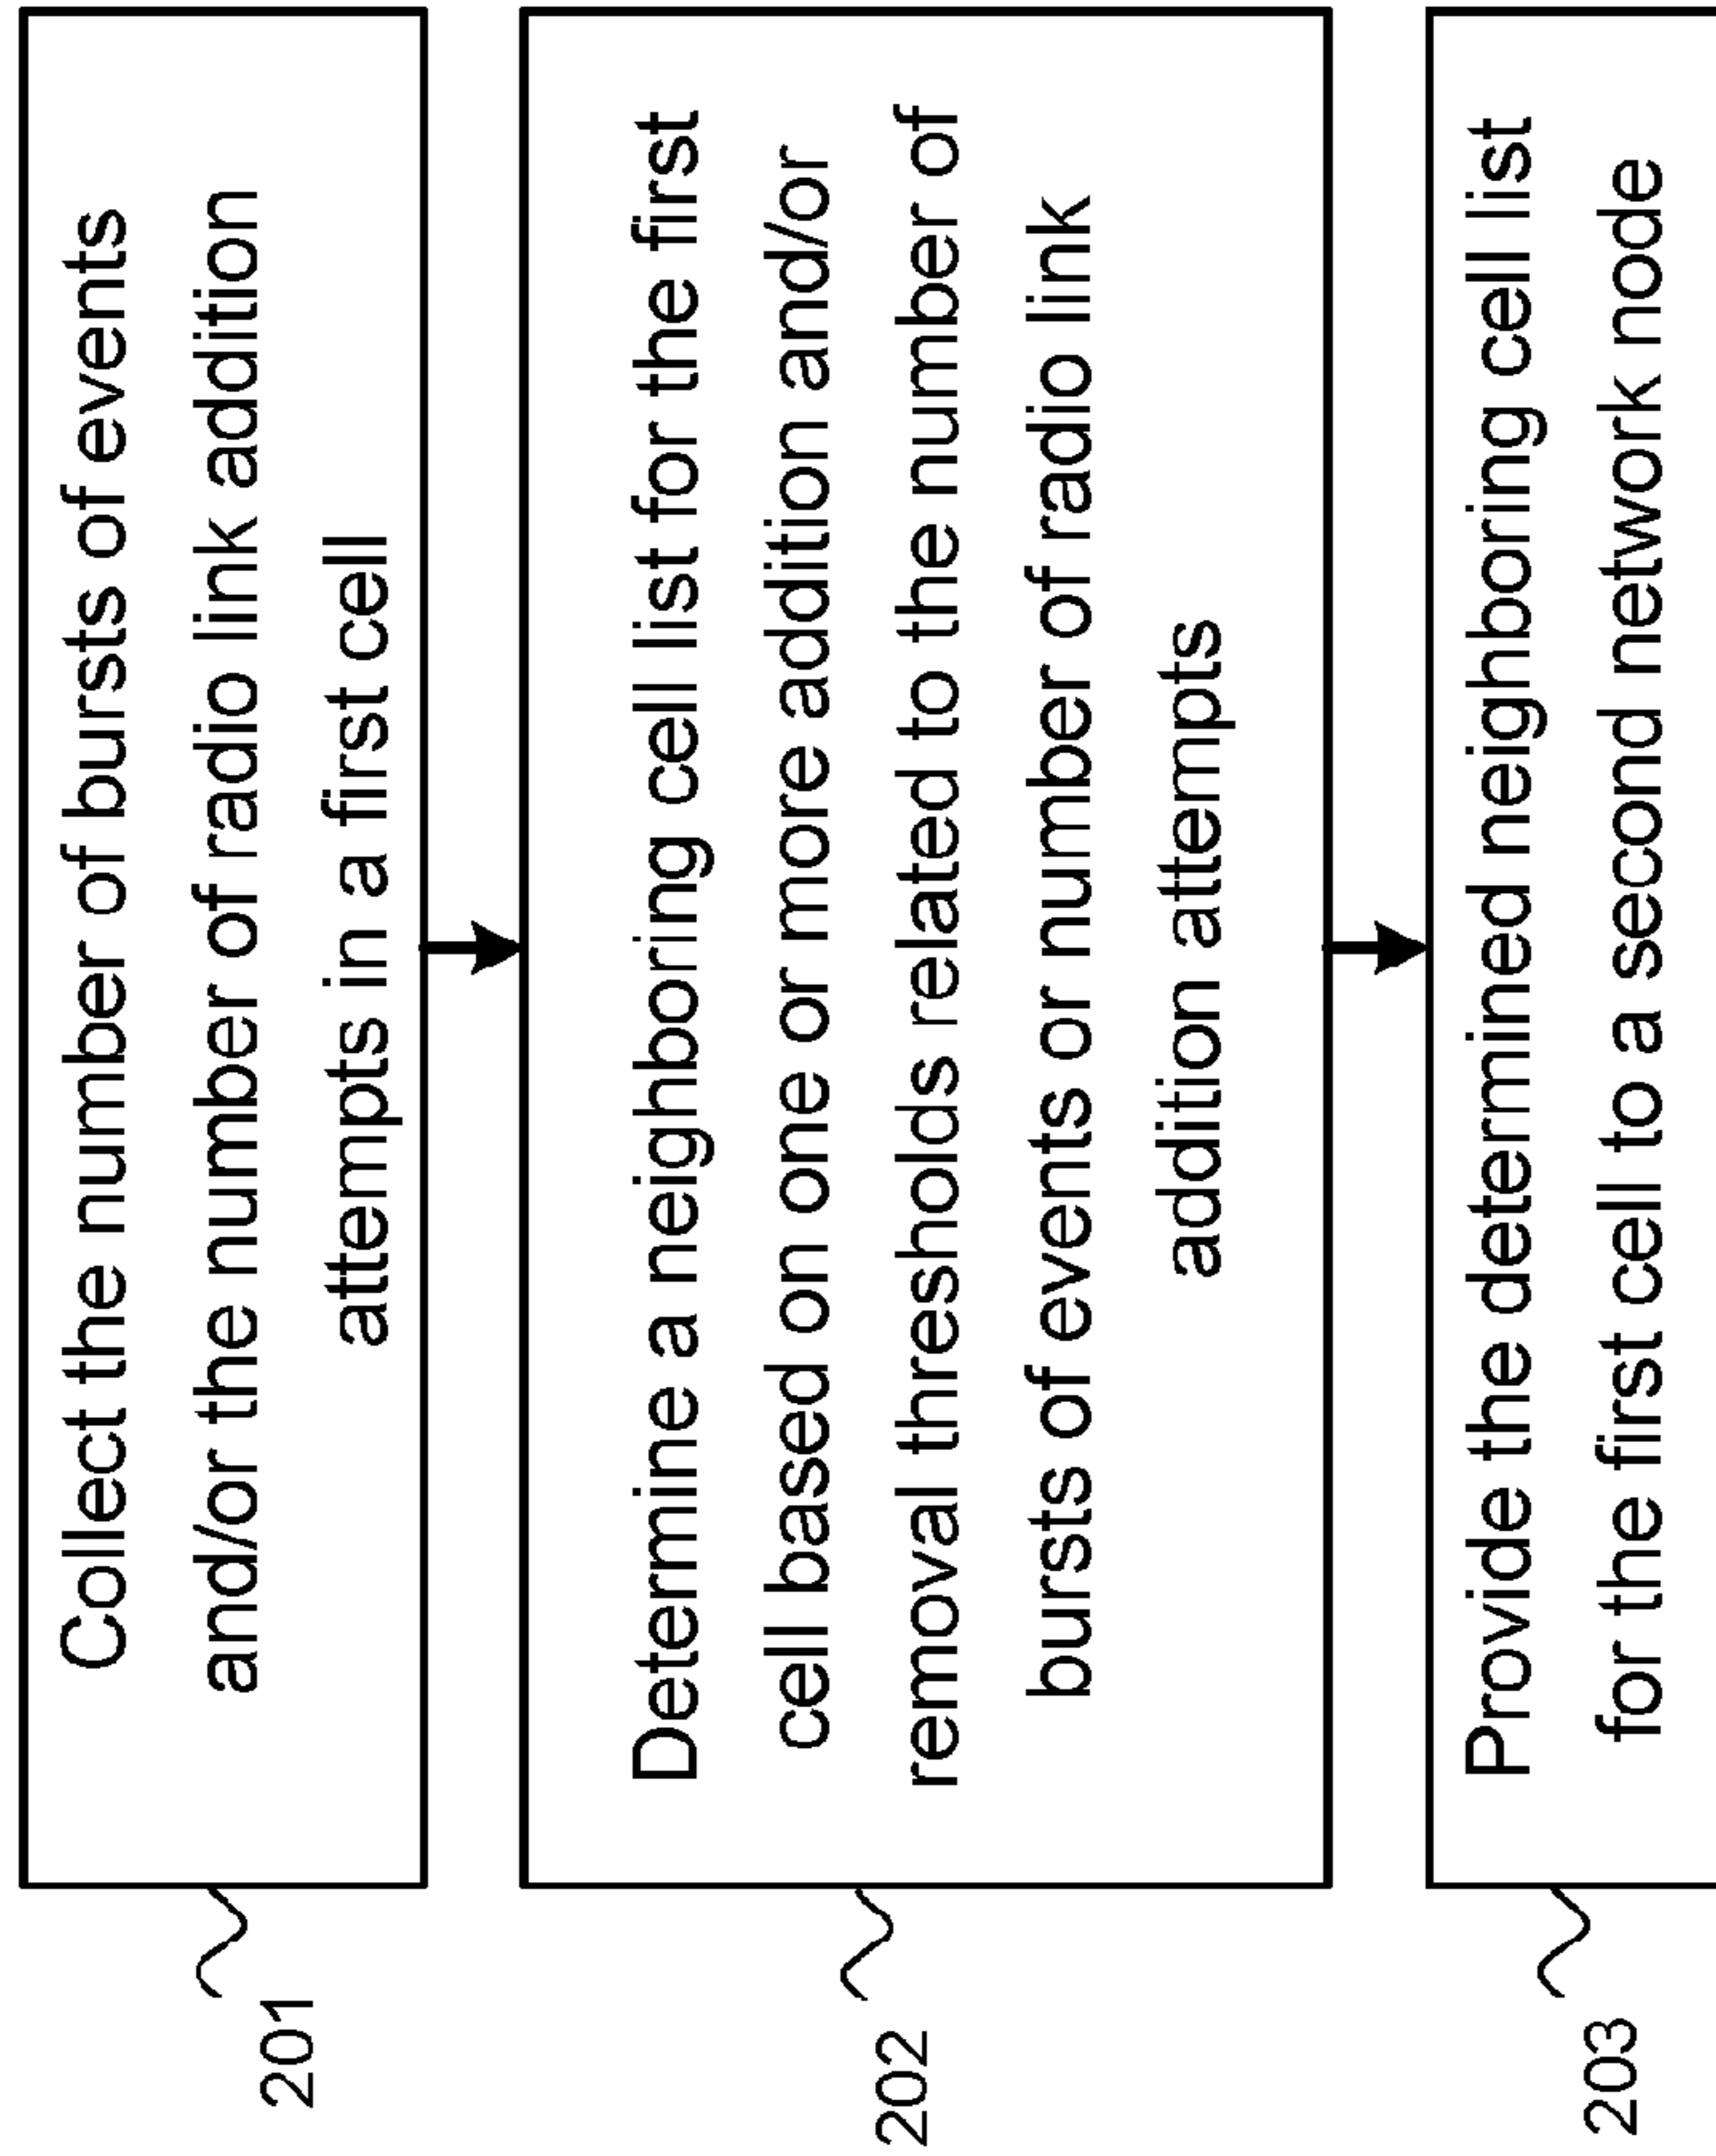 Collect the number of bursts of events
and/or the number of radio link addition
attempts in a first cell
201
Determine a neighboring cell list for the first
cell based on one or more addition and/or
removal thresholds related to the number of
bursts of events or number of radio link
addition attempts
202
Provide the determined neighboring cell list
for the first cell to a second network node
203